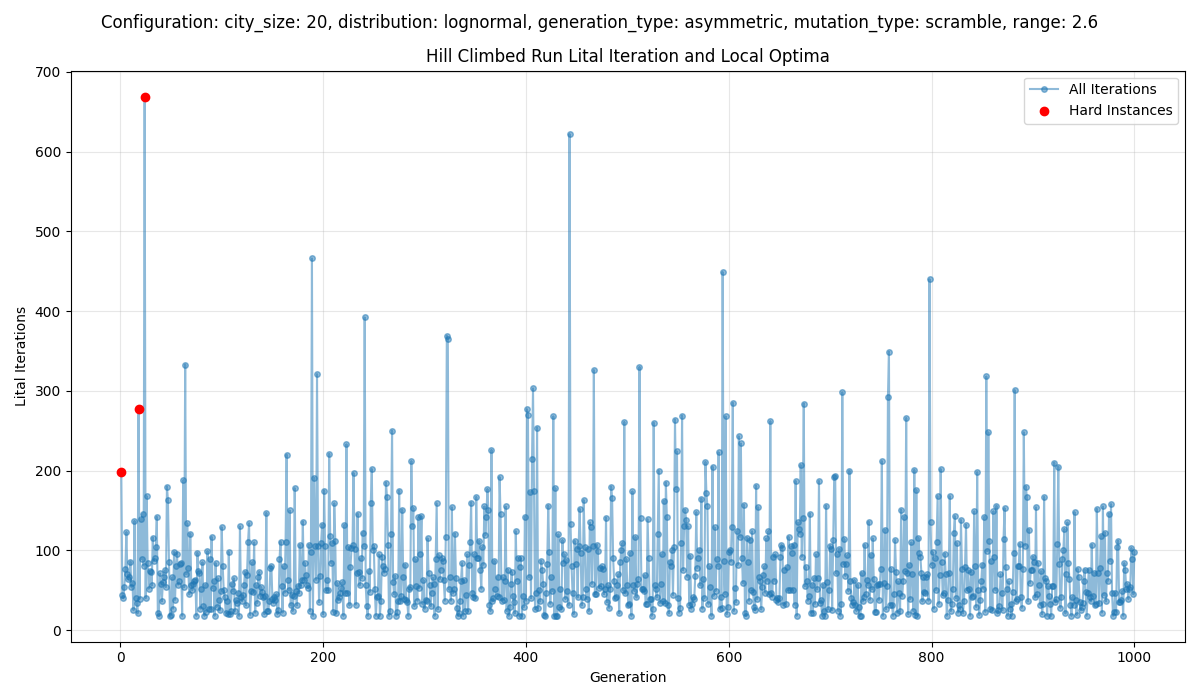 Configuration: city_size: 20, distribution: lognormal, generation_type: asymmetric, mutation_type: scramble, range: 2.6
Hill Climbed Run Lital Iteration and Local Optima
All Iterations
Hard Instances
Lital Iterations
700
600
500
400
300
200
100
0
0 200 400 600 800 1000
Generation